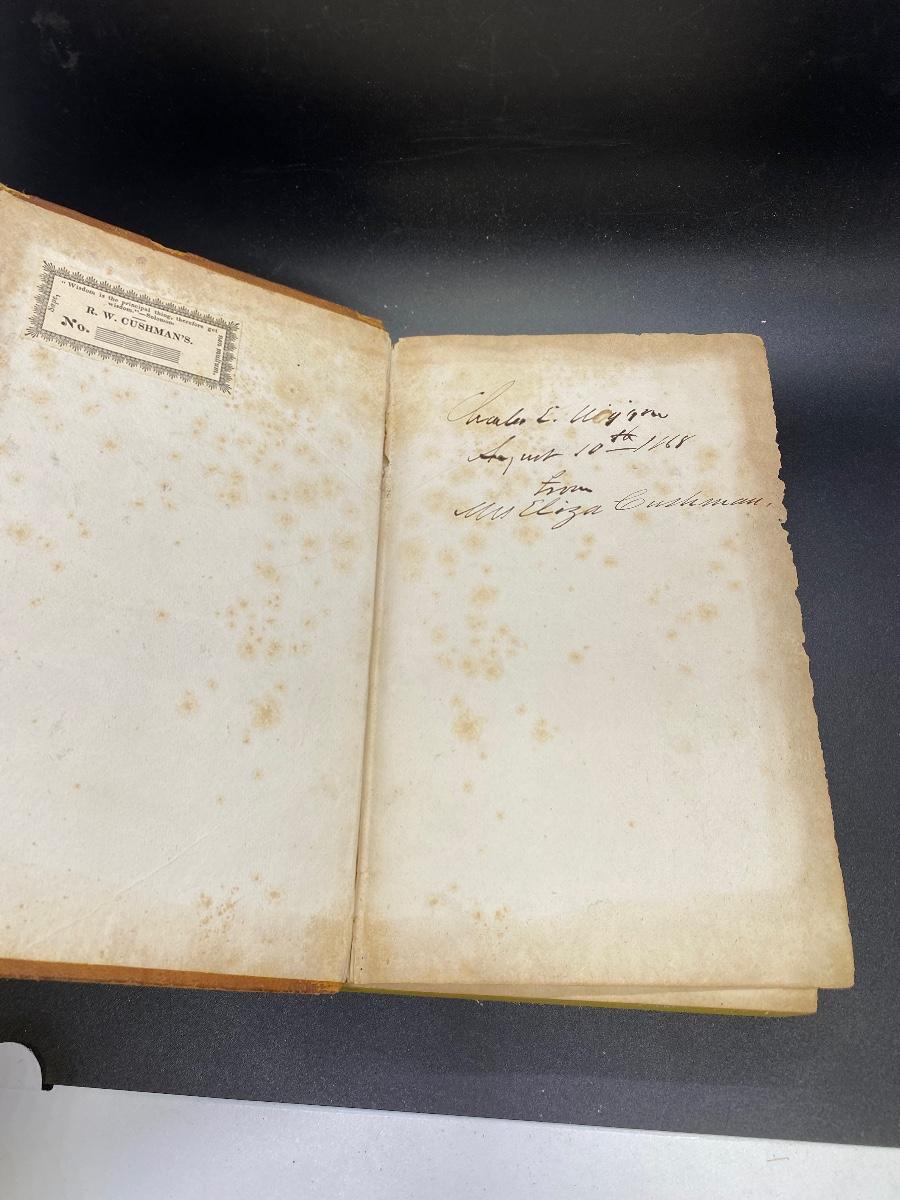 "Wisdom is the principal thing, therefore get
wisdom."—Solomon.
R. W. CUSHMAN'S.
No.
Charles E.
August 10th 1868
from
Mrs Eliza Cushman.